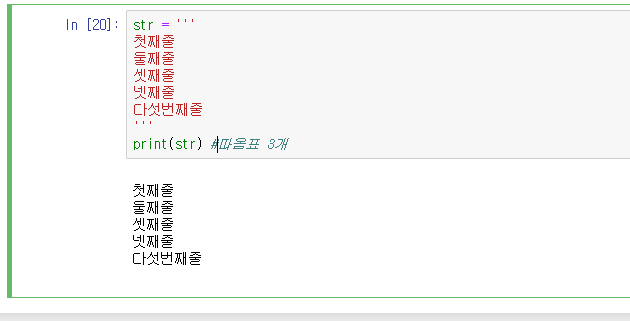 In [20]:
str = '''
첫째줄
둘째줄
셋째줄
넷째줄
다섯번째줄
'''
print(str) #따옴표 3개
첫째줄
둘째줄
셋째줄
넷째줄
다섯번째줄